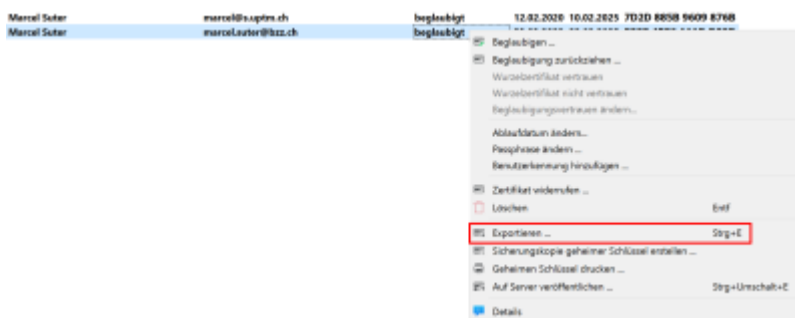 Marcel Suter marcel@s.uptm.ch beglaubigt 12.02.2020 10.02.2025 7D2D 885B 9609 876B
Marcel Suter marcel.suter@bzz.ch beglaubigt
Beglaubigen ...
Beglaubigung zurückziehen ...
Wurzelzertifikat vertrauen
Wurzelzertifikat nicht vertrauen
Beglaubigungsvertrauen ändern...
Ablaufdatum ändern...
Passphrase ändern ...
Benutzerkennung hinzufügen ...
Zertifikat widerrufen ...
Löschen Entf
Exportieren ... Strg+E
Sicherungskopie geheimer Schlüssel erstellen ...
Geheimen Schlüssel drucken ...
Auf Server veröffentlichen ... Strg+Umschalt+E
Details